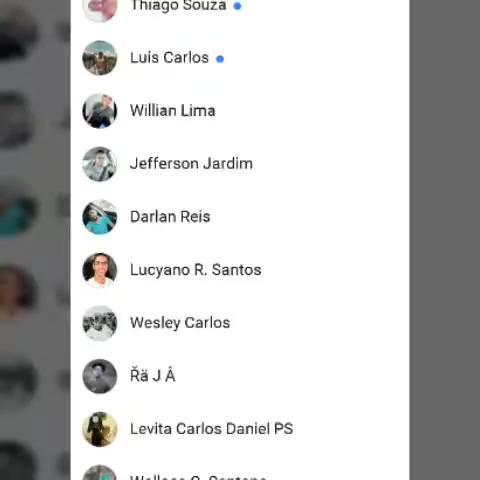 Thiago Souza
Luis Carlos
Willian Lima
Jefferson Jardim
Darlan Reis
Lucyano R. Santos
Wesley Carlos
Řä J Â
Levita Carlos Daniel PS